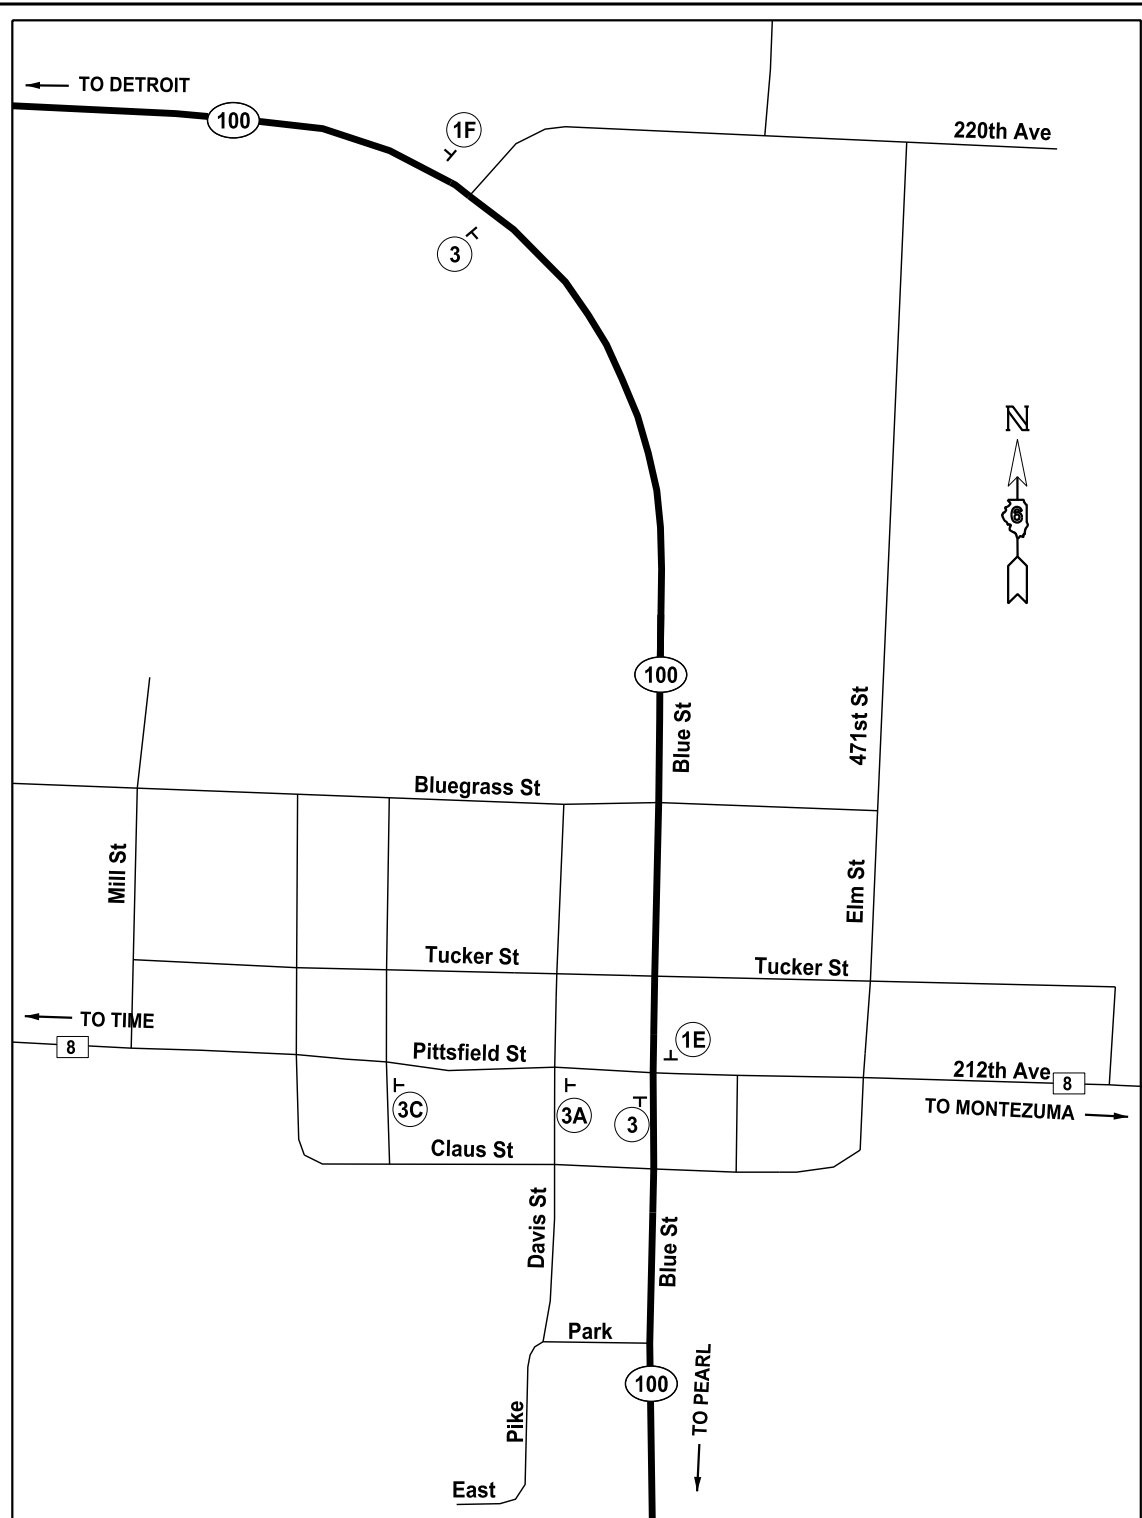 TO DETROIT
100
1F
220th Ave
3
N
6
100
Blue St
471st St
Bluegrass St
Mill St
Elm St
Tucker St
Tucker St
TO TIME
8
1E
Pittsfield St
212th Ave
8
3C
3A
3
TO MONTEZUMA
Claus St
Davis St
Blue St
Park
100
TO PEARL
Pike
East